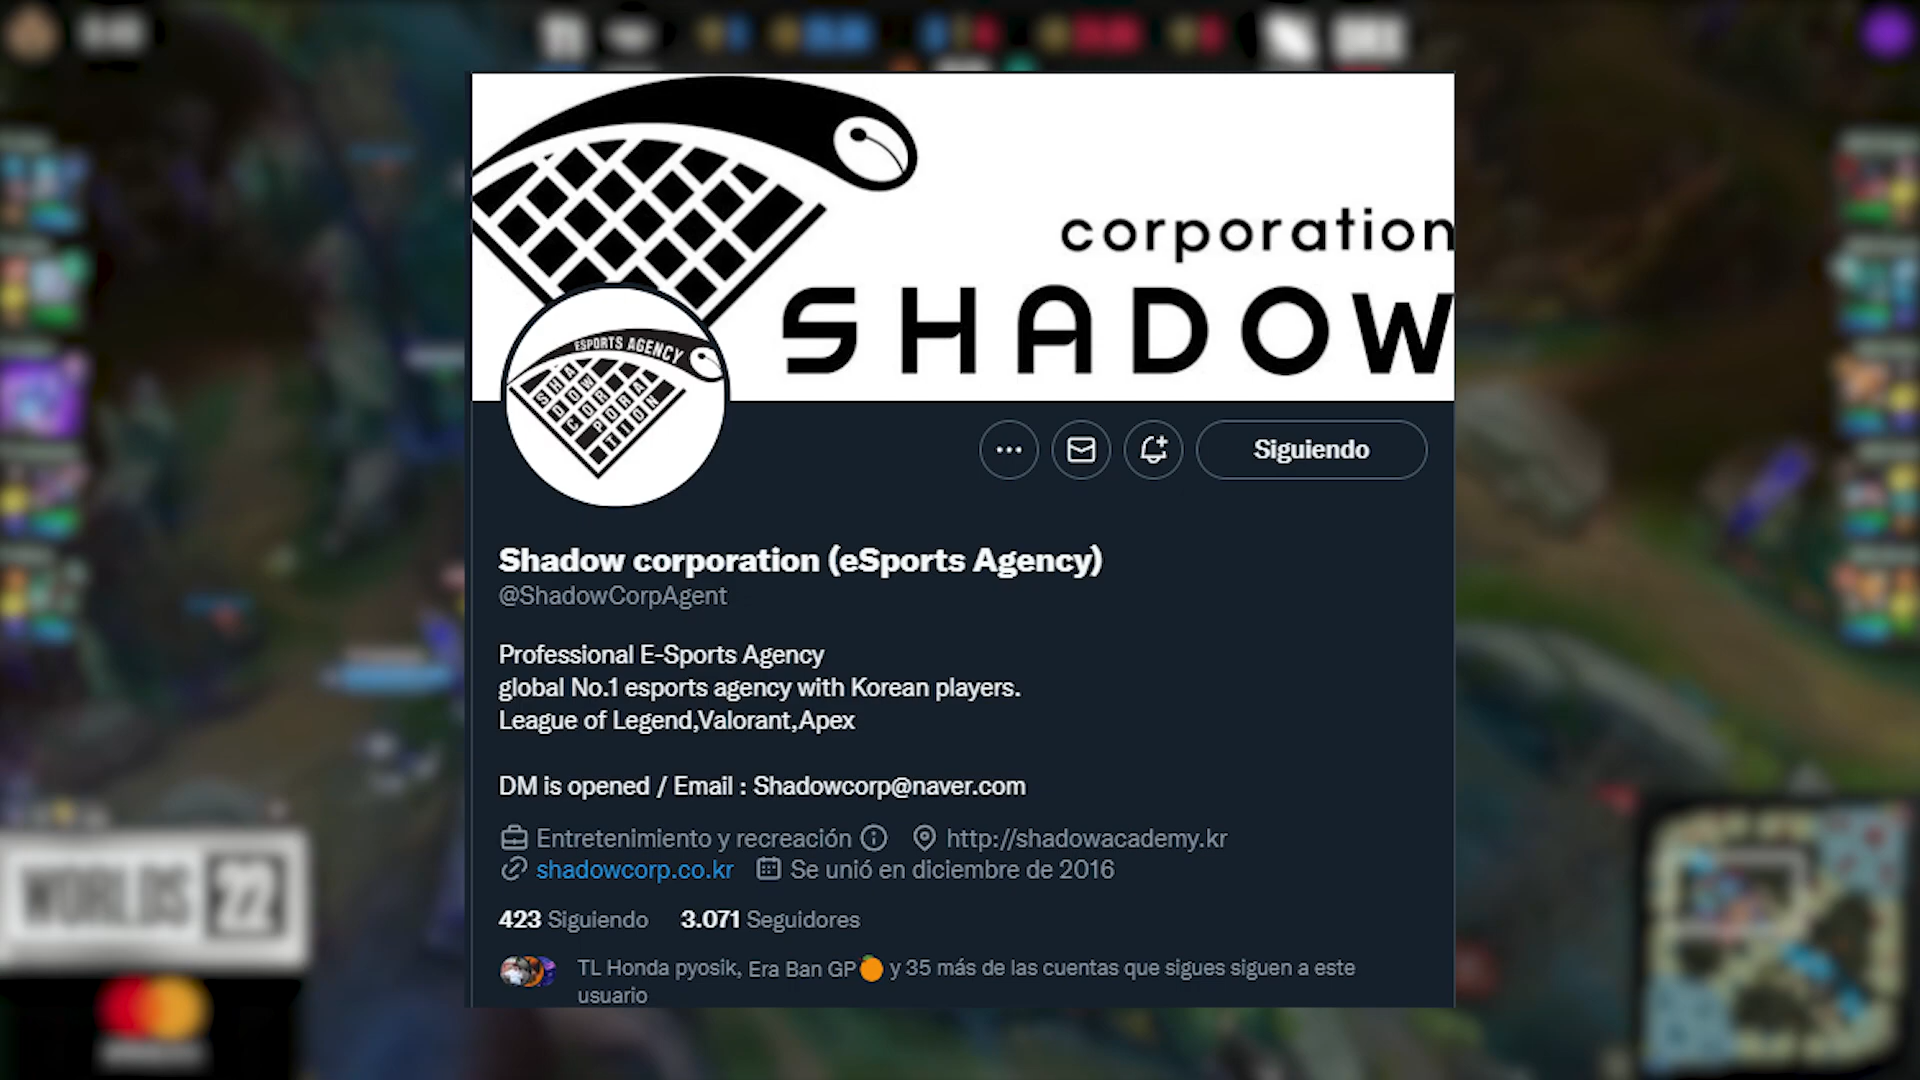 corporation
SHADOW
ESPORTS AGENCY
SHADOW CORPORATION
Siguiendo
Shadow corporation (eSports Agency)
@ShadowCorpAgent
Professional E-Sports Agency
global No.1 esports agency with Korean players.
League of Legend,Valorant,Apex
DM is opened / Email : Shadowcorp@naver.com
Entretenimiento y recreación http://shadowacademy.kr
shadowcorp.co.kr Se unió en diciembre de 2016
423 Siguiendo 3.071 Seguidores
TL Honda pyosik, Era Ban GP🍊 y 35 más de las cuentas que sigues siguen a este
usuario
WORLDS 22